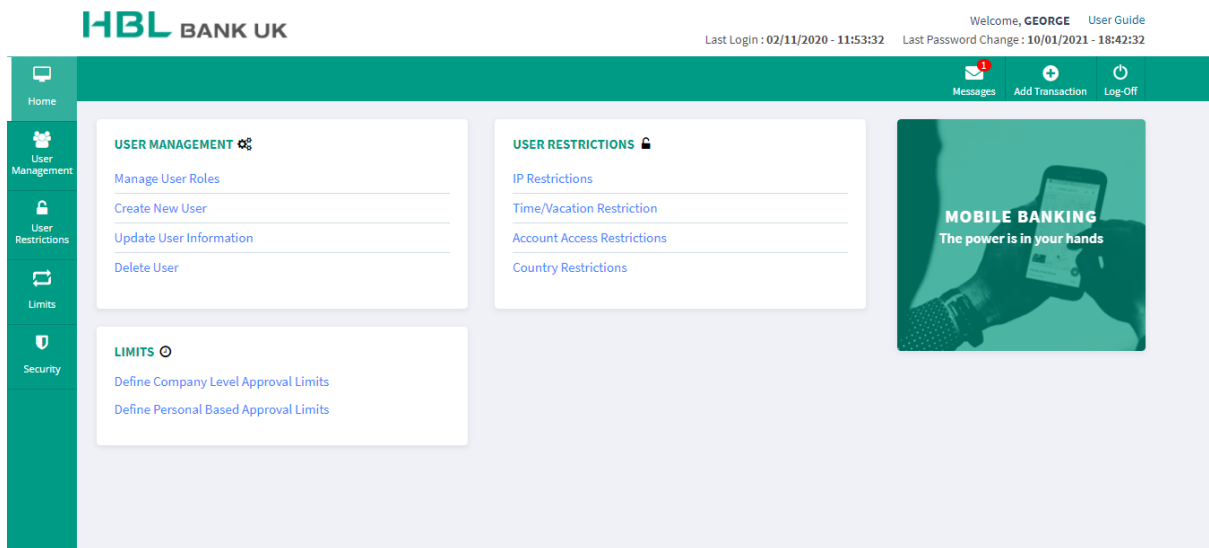 HBL BANK UK
Welcome, GEORGE User Guide
Last Login : 02/11/2020 - 11:53:32 Last Password Change : 10/01/2021 - 18:42:32
1
Messages
Add Transaction
Log-Off
Home
User
Management
User
Restrictions
Limits
Security
USER MANAGEMENT
Manage User Roles
Create New User
Update User Information
Delete User
USER RESTRICTIONS
IP Restrictions
Time/Vacation Restriction
Account Access Restrictions
Country Restrictions
MOBILE BANKING
The power is in your hands
LIMITS
Define Company Level Approval Limits
Define Personal Based Approval Limits